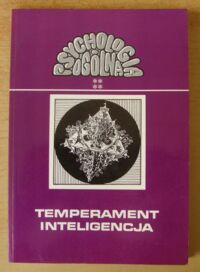 PSYCHOLOGIA
OGÓLNA
TEMPERAMENT
INTELIGENCJA